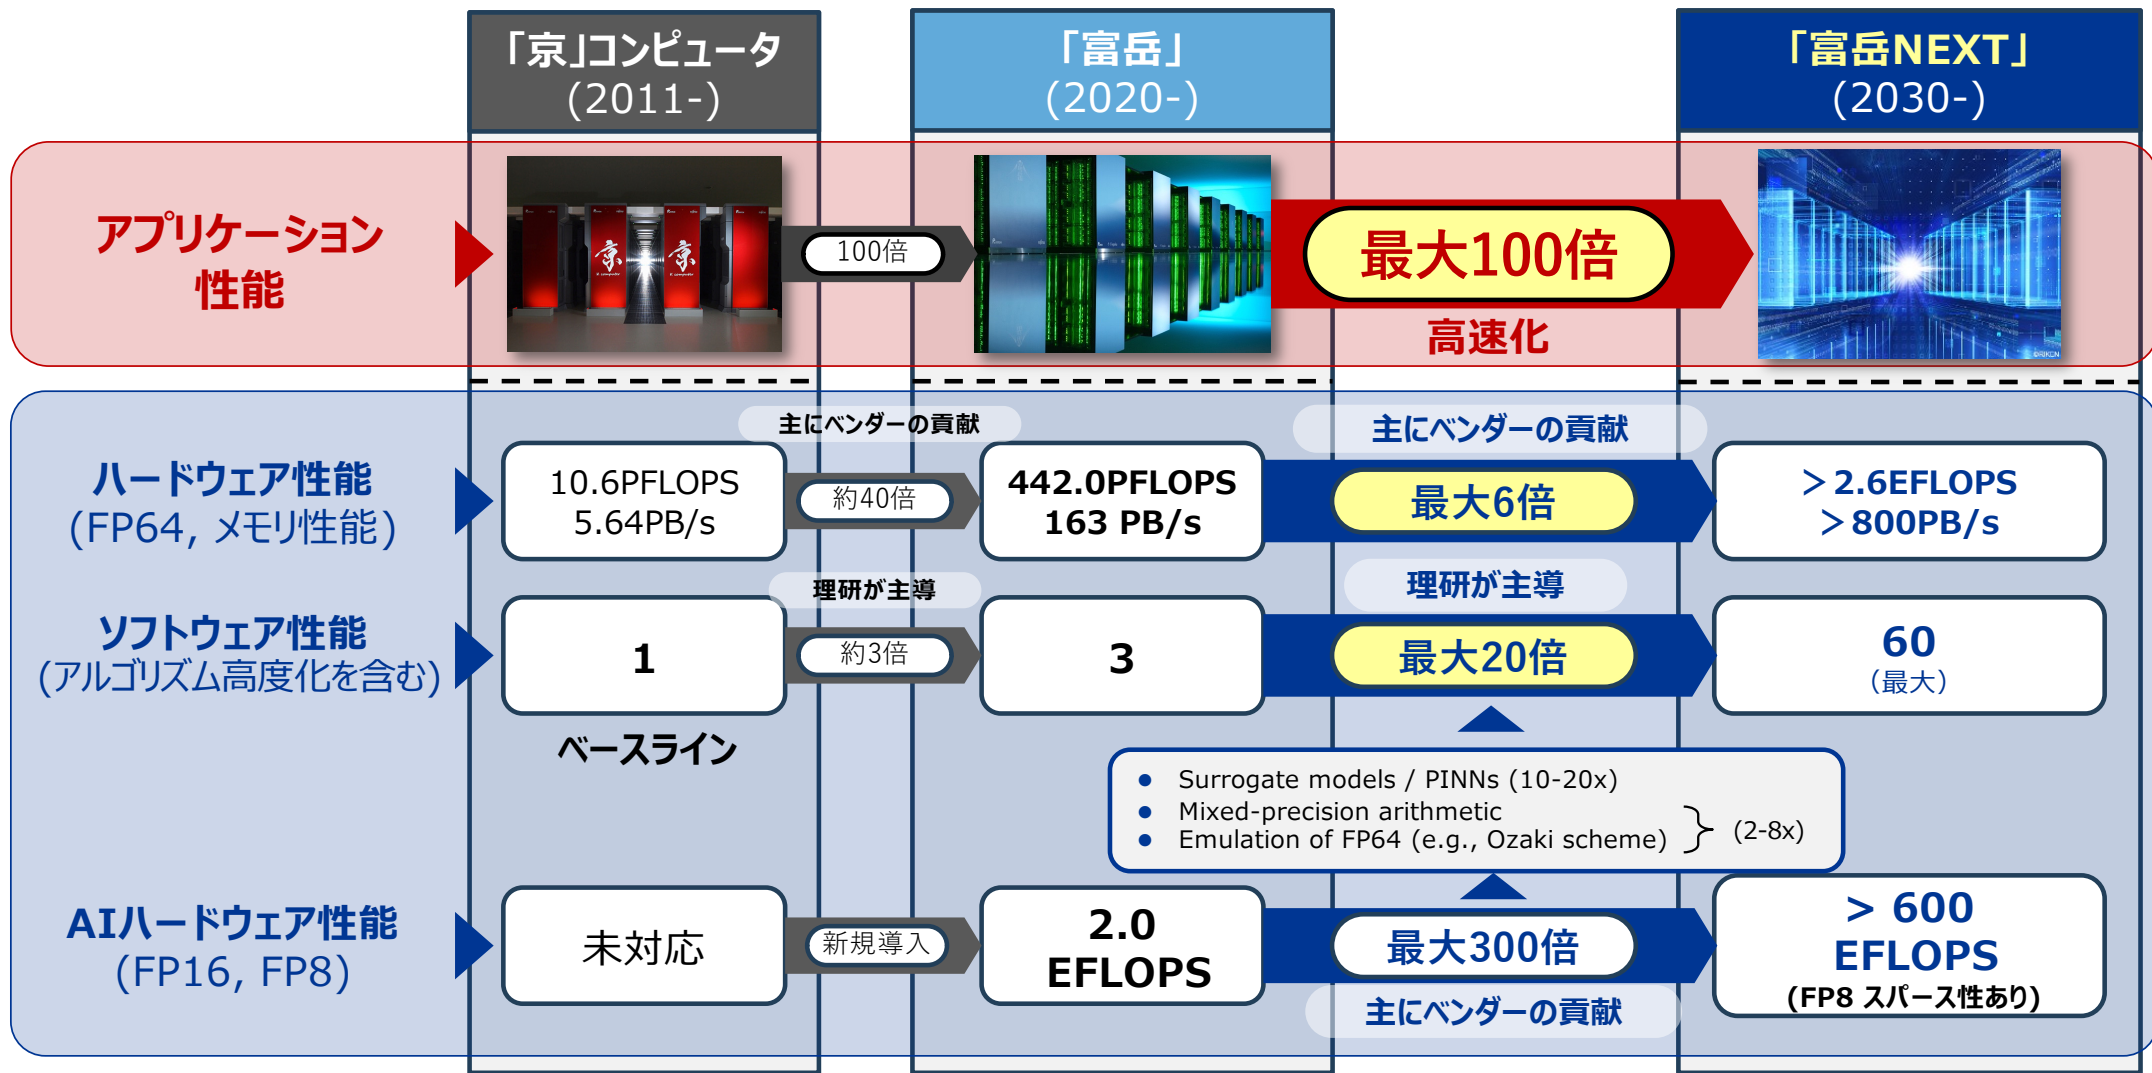 「京」コンピュータ
(2011-)
「富岳」
(2020-)
「富岳NEXT」
(2030-)
アプリケーション
性能
京
京
100倍
最大100倍
高速化
©RIKEN
主にベンダーの貢献
主にベンダーの貢献
ハードウェア性能
(FP64, メモリ性能)
10.6PFLOPS
5.64PB/s
約40倍
442.0PFLOPS
163 PB/s
最大6倍
＞2.6EFLOPS
＞800PB/s
理研が主導
理研が主導
ソフトウェア性能
(アルゴリズム高度化を含む)
1
約3倍
3
最大20倍
60
（最大）
ベースライン
● Surrogate models / PINNs (10-20x)
● Mixed-precision arithmetic
● Emulation of FP64 (e.g., Ozaki scheme)
(2-8x)
AIハードウェア性能
(FP16, FP8)
未対応
新規導入
2.0
EFLOPS
最大300倍
> 600
EFLOPS
(FP8 スパース性あり)
主にベンダーの貢献